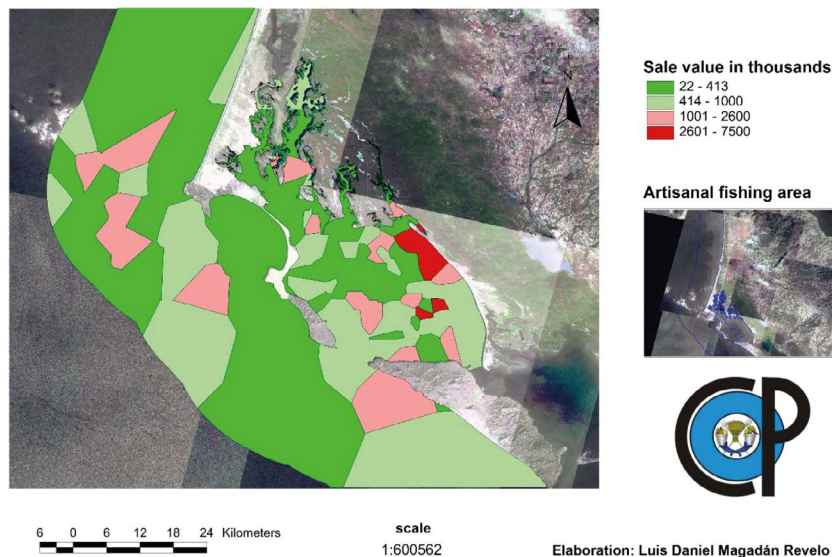 Sale value in thousands
22 - 413
414 - 1000
1001 - 2600
2601 - 7500
N
Artisanal fishing area
CP
6 0 6 12 18 24 Kilometers
scale
1:600562
Elaboration: Luis Daniel Magadán Revelo